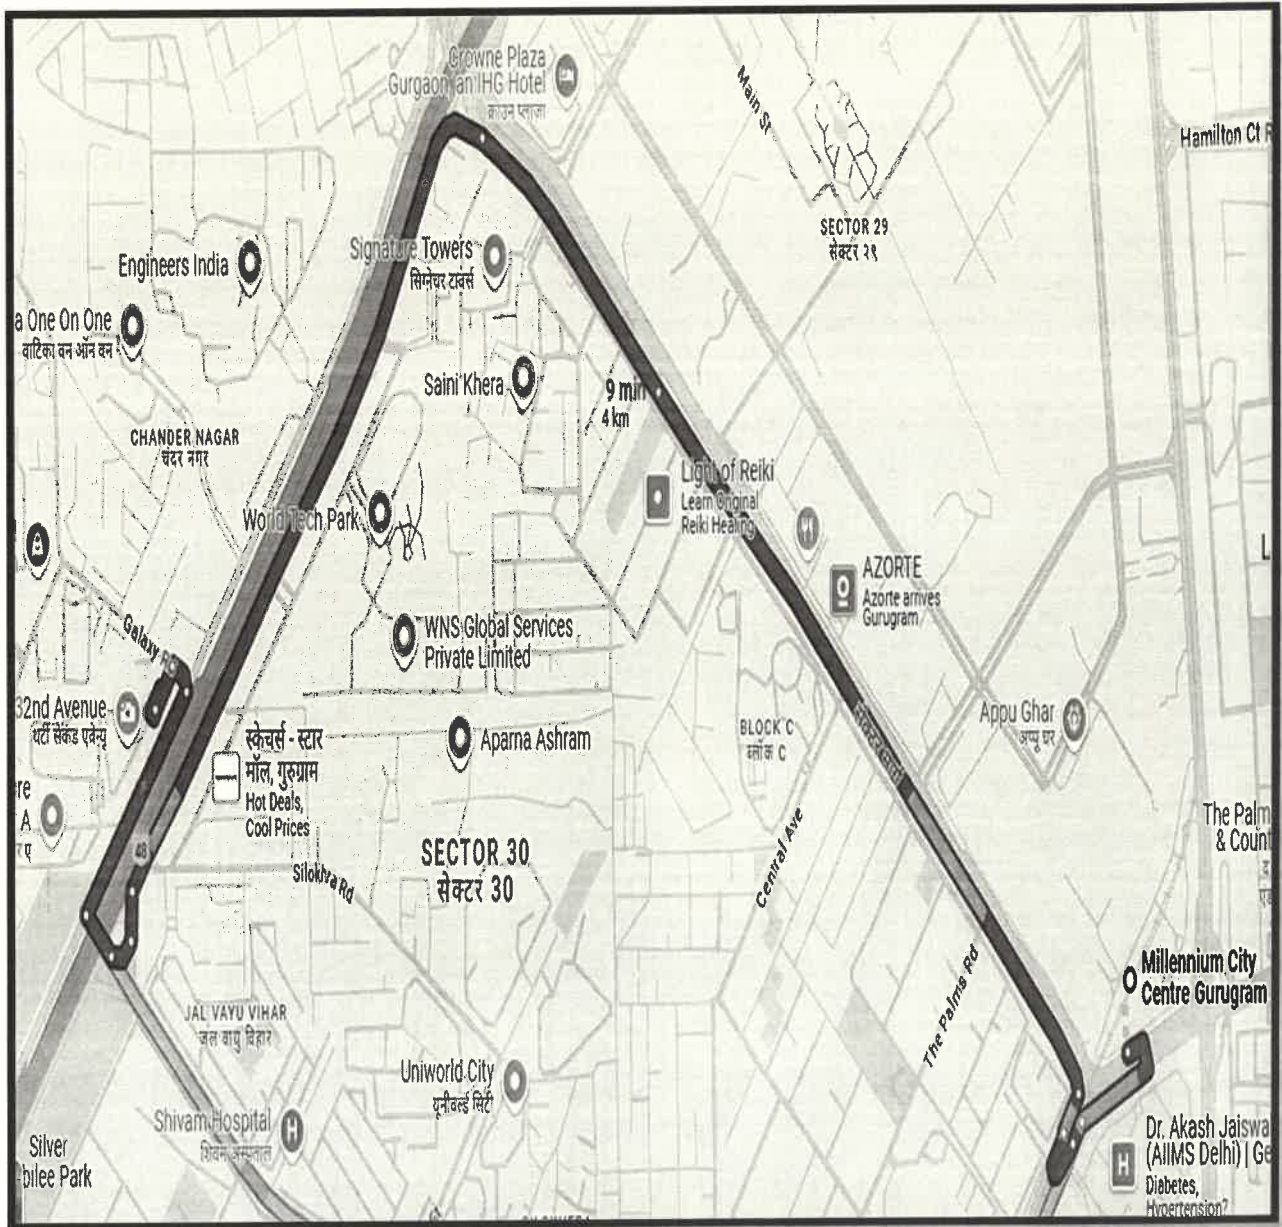 Crowne Plaza
Gurgaon, an IHG Hotel
क्राउन प्लाजा
Main St
Hamilton Ct R
SECTOR 29
सेक्टर २९
Engineers India
Signature Towers
सिग्नेचर टावर्स
a One On One
वाटिका वन ऑन वन
Saini Khera
9 min
4 km
CHANDER NAGAR
चंदर नगर
Light of Reiki
Learn Original
Reiki Healing
World Tech Park
AZORTE
Azorte arrives
Gurugram
L
Galaxy Rd
WNS Global Services
Private Limited
32nd Avenue
थर्टी सेकंड एवेन्यू
स्केचर्स - स्टार
मॉल, गुरुग्राम
Hot Deals,
Cool Prices
Aparna Ashram
BLOCK C
ब्लॉक C
Appu Ghar
अप्पू घर
re
A
र ए
48
The Palm
& Count
SECTOR 30
सेक्टर 30
Silokhra Rd
Central Ave
The Palms Rd
Millennium City
Centre Gurugram
JAL VAYU VIHAR
जल वायु विहार
Uniworld City
यूनीवर्ल्ड सिटी
Shivam Hospital
शिवम अस्पताल
H
Silver
bilee Park
H
Dr. Akash Jaiswa
(AIIMS Delhi) | Ge
Diabetes,
Hypertension?